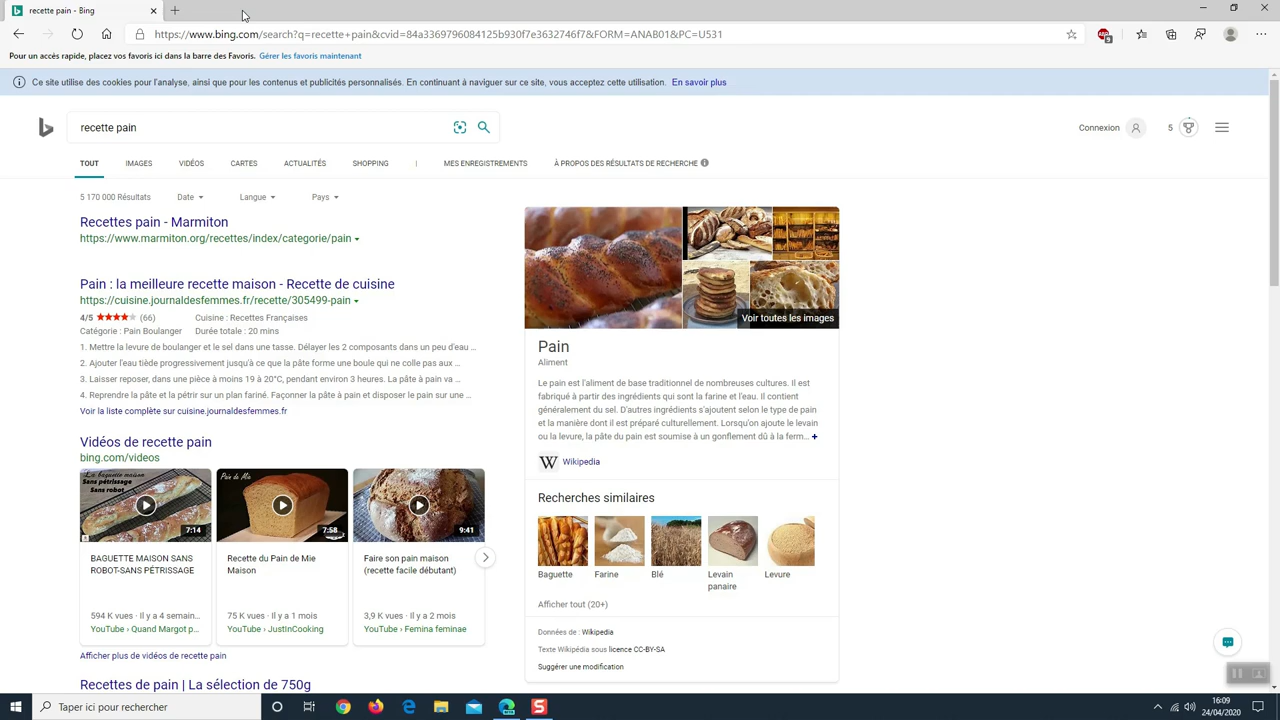 recette pain - Bing
https://www.bing.com/search?q=recette+pain&cvid=84a3369796084125b930f7e3632746f7&FORM=ANAB01&PC=U531
9
Pour un accès rapide, placez vos favoris ici dans la barre des Favoris. Gérer les favoris maintenant
Ce site utilise des cookies pour l'analyse, ainsi que pour les contenus et publicités personnalisés. En continuant à naviguer sur ce site, vous acceptez cette utilisation. En savoir plus
recette pain
Connexion
5
TOUT IMAGES VIDÉOS CARTES ACTUALITÉS SHOPPING | MES ENREGISTREMENTS À PROPOS DES RÉSULTATS DE RECHERCHE
5 170 000 Résultats Date Langue Pays
Recettes pain - Marmiton
https://www.marmiton.org/recettes/index/categorie/pain
Pain : la meilleure recette maison - Recette de cuisine
https://cuisine.journaldesfemmes.fr/recette/305499-pain
4/5 (66) Cuisine : Recettes Françaises
Catégorie : Pain Boulanger Durée totale : 20 mins
1. Mettre la levure de boulanger et le sel dans une tasse. Délayer les 2 composants dans un peu d'eau ...
2. Ajouter l'eau tiède progressivement jusqu'à ce que la pâte forme une boule qui ne colle pas aux ...
3. Laisser reposer, dans une pièce à moins 19 à 20°C, pendant environ 3 heures. La pâte à pain va ...
4. Reprendre la pâte et la pétrir sur un plan fariné. Façonner la pâte à pain et disposer le pain sur une ...
Voir la liste complète sur cuisine.journaldesfemmes.fr
Vidéos de recette pain
bing.com/videos
La baguette maison
Sans pétrissage
Sans robot
7:14
Pain de Mie
7:58
9:41
BAGUETTE MAISON SANS
ROBOT-SANS PÉTRISSAGE
594 K vues · Il y a 4 semain...
YouTube › Quand Margot p...
Recette du Pain de Mie
Maison
75 K vues · Il y a 1 mois
YouTube › JustInCooking
Faire son pain maison
(recette facile débutant)
3,9 K vues · Il y a 2 mois
YouTube › Femina feminae
Afficher plus de vidéos de recette pain
Recettes de pain | La sélection de 750g
Voir toutes les images
Pain
Aliment
Le pain est l'aliment de base traditionnel de nombreuses cultures. Il est
fabriqué à partir des ingrédients qui sont la farine et l'eau. Il contient
généralement du sel. D'autres ingrédients s'ajoutent selon le type de pain
et la manière dont il est préparé culturellement. Lorsqu'on ajoute le levain
ou la levure, la pâte du pain est soumise à un gonflement dû à la ferm... +
W Wikipedia
Recherches similaires
Baguette
Farine
Blé
Levain
panaire
Levure
Afficher tout (20+)
Données de : Wikipedia
Texte Wikipédia sous licence CC-BY-SA
Suggérer une modification
Taper ici pour rechercher
16:09
24/04/2020